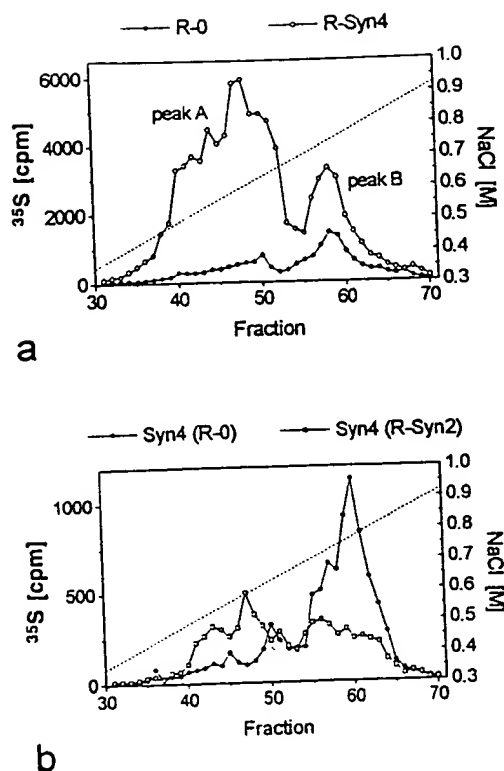 R-0 R-Syn4
peak A
peak B
6000
4000
2000
0
³⁵S [cpm]
1.0
0.9
0.8
0.7
0.6
0.5
0.4
0.3
NaCl [M]
30 40 50 60 70
Fraction
a
Syn4 (R-0) Syn4 (R-Syn2)
1000
500
0
³⁵S [cpm]
1.0
0.9
0.8
0.7
0.6
0.5
0.4
0.3
NaCl [M]
30 40 50 60 70
Fraction
b